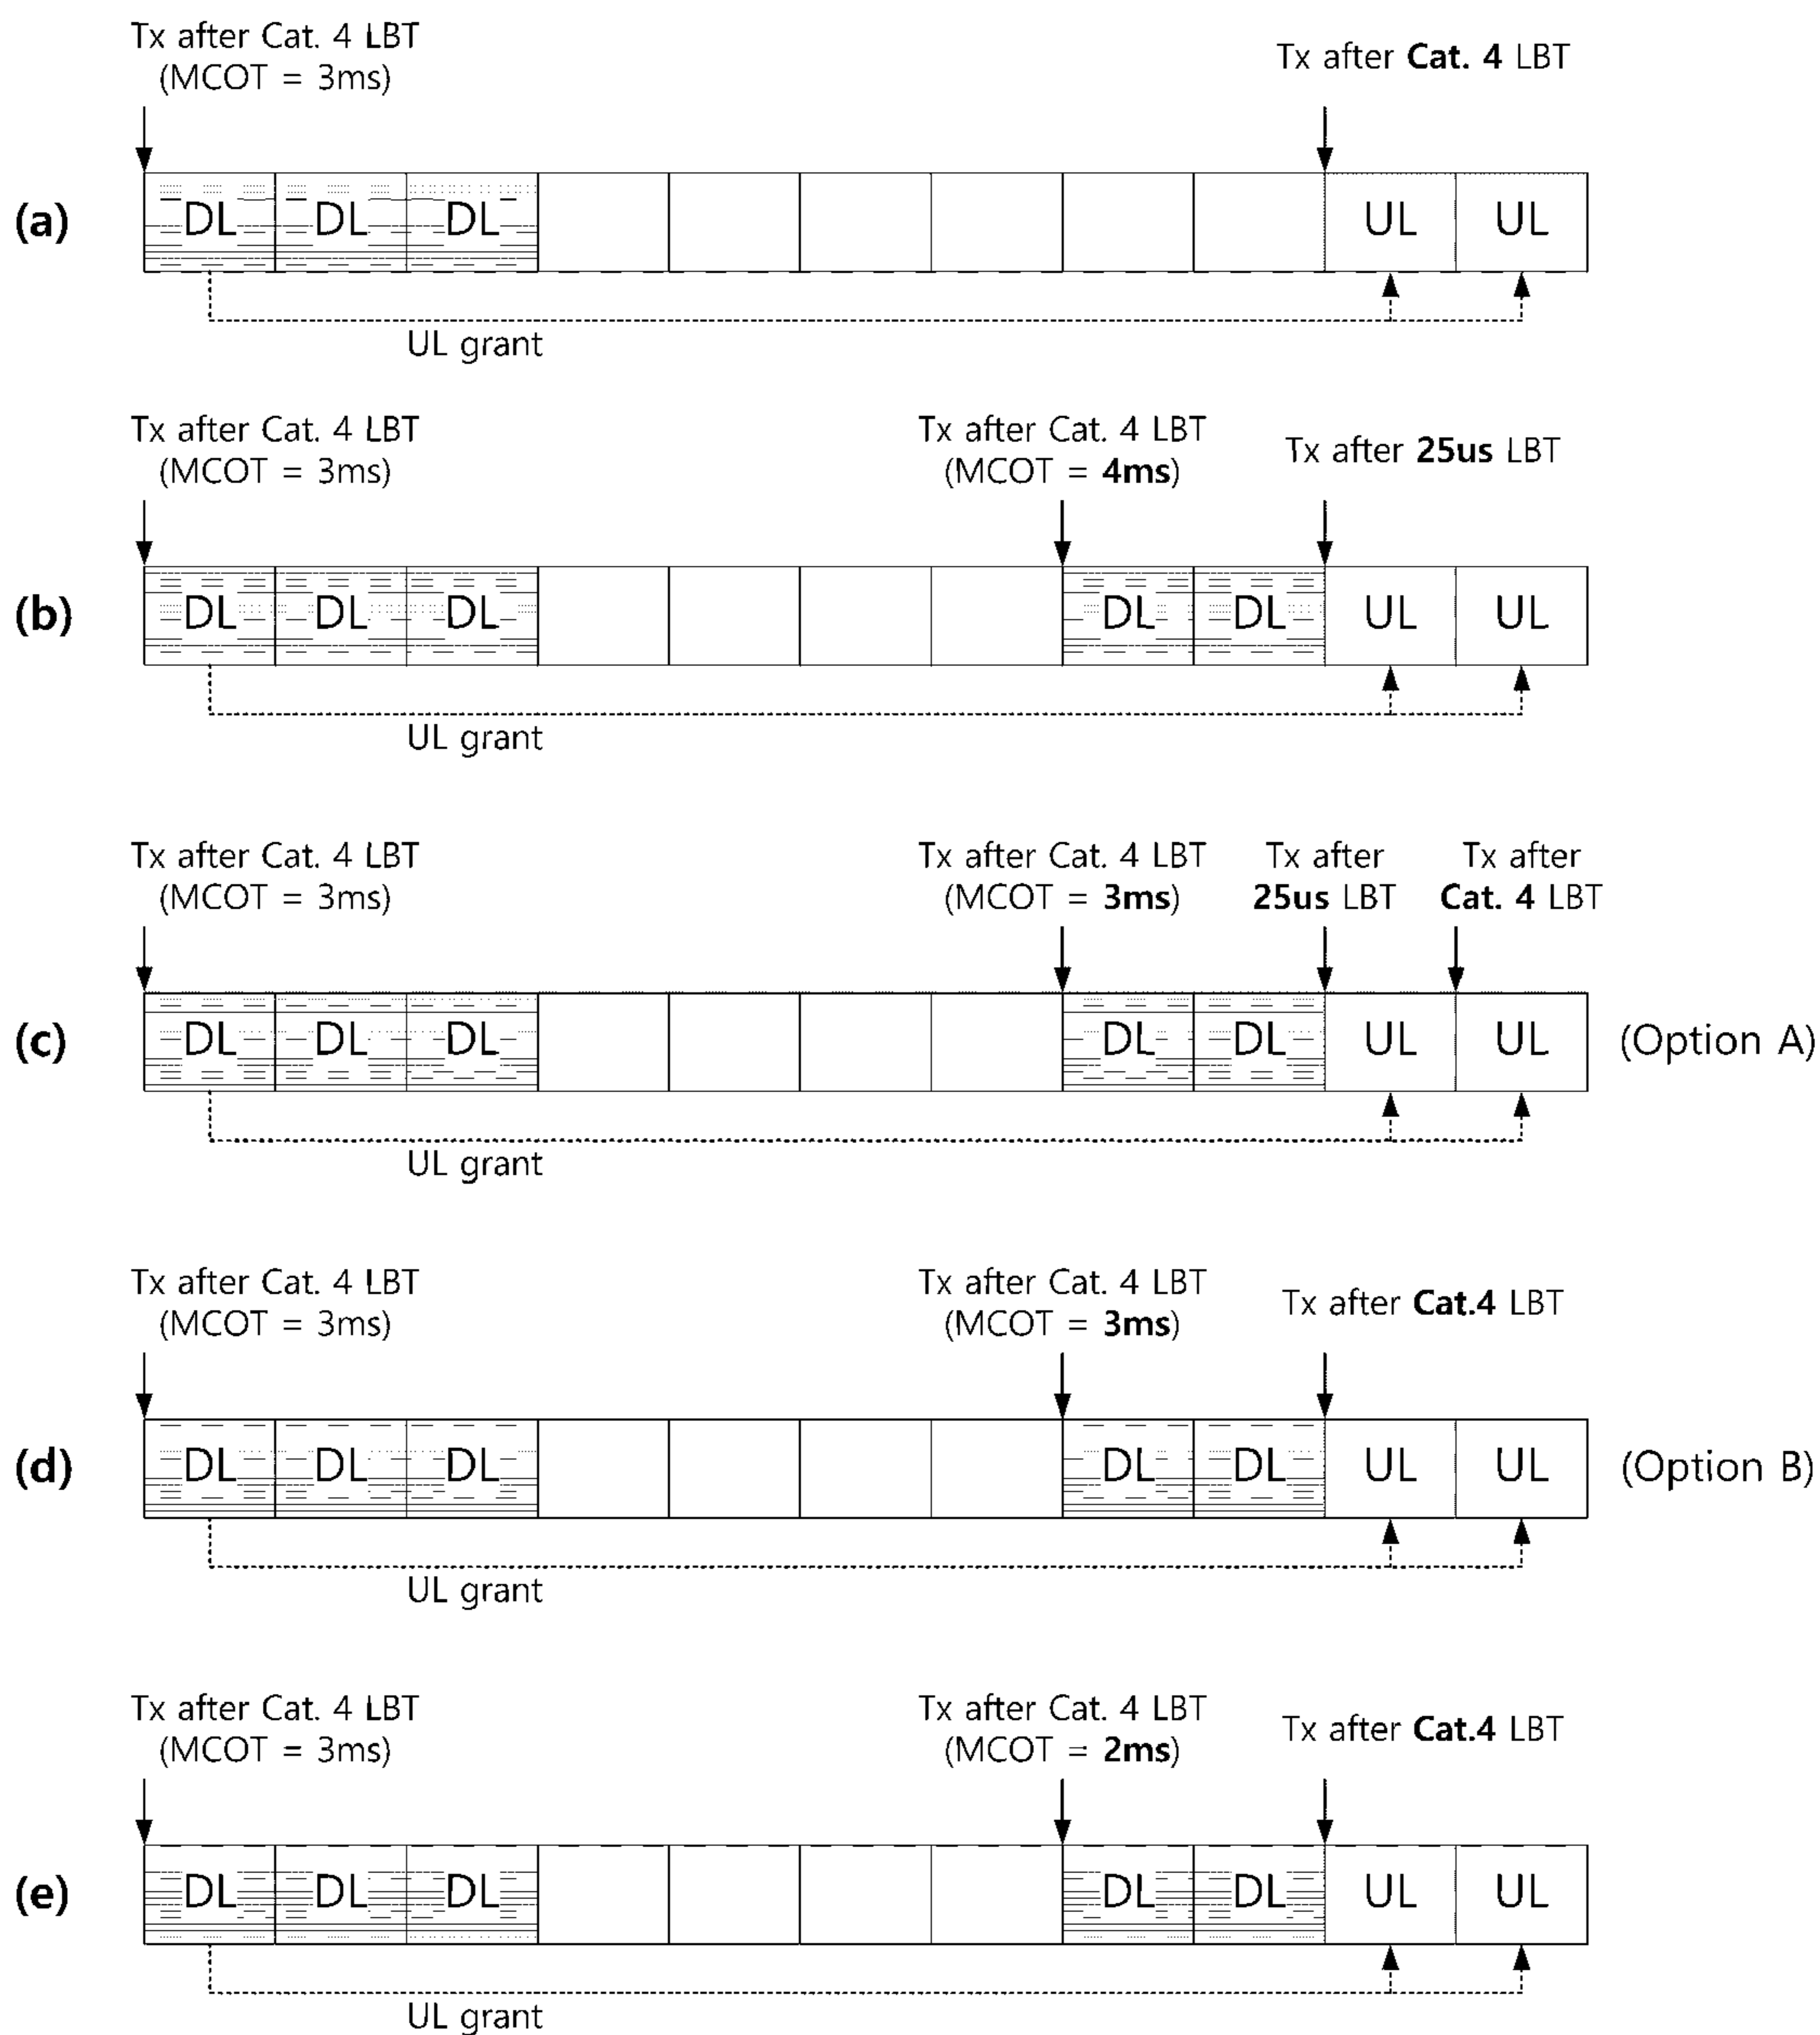 Tx after Cat. 4 LBT
(MCOT = 3ms)
Tx after Cat. 4 LBT
(a)
DL
DL
DL
UL
UL
UL grant
Tx after Cat. 4 LBT
(MCOT = 3ms)
Tx after Cat. 4 LBT
(MCOT = 4ms)
Tx after 25us LBT
(b)
DL
DL
DL
DL
DL
UL
UL
UL grant
Tx after Cat. 4 LBT
(MCOT = 3ms)
Tx after Cat. 4 LBT
(MCOT = 3ms)
Tx after
25us LBT
Tx after
Cat. 4 LBT
(c)
DL
DL
DL
DL
DL
UL
UL
(Option A)
UL grant
Tx after Cat. 4 LBT
(MCOT = 3ms)
Tx after Cat. 4 LBT
(MCOT = 3ms)
Tx after Cat.4 LBT
(d)
DL
DL
DL
DL
DL
UL
UL
(Option B)
UL grant
Tx after Cat. 4 LBT
(MCOT = 3ms)
Tx after Cat. 4 LBT
(MCOT = 2ms)
Tx after Cat.4 LBT
(e)
DL
DL
DL
DL
DL
UL
UL
UL grant